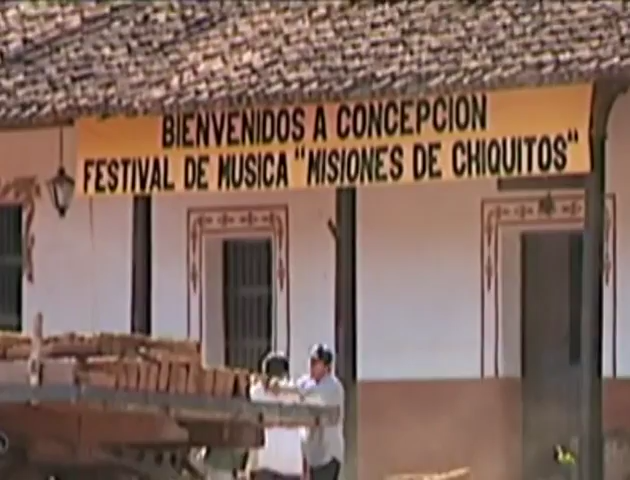 BIENVENIDOS A CONCEPCION
FESTIVAL DE MUSICA "MISIONES DE CHIQUITOS"